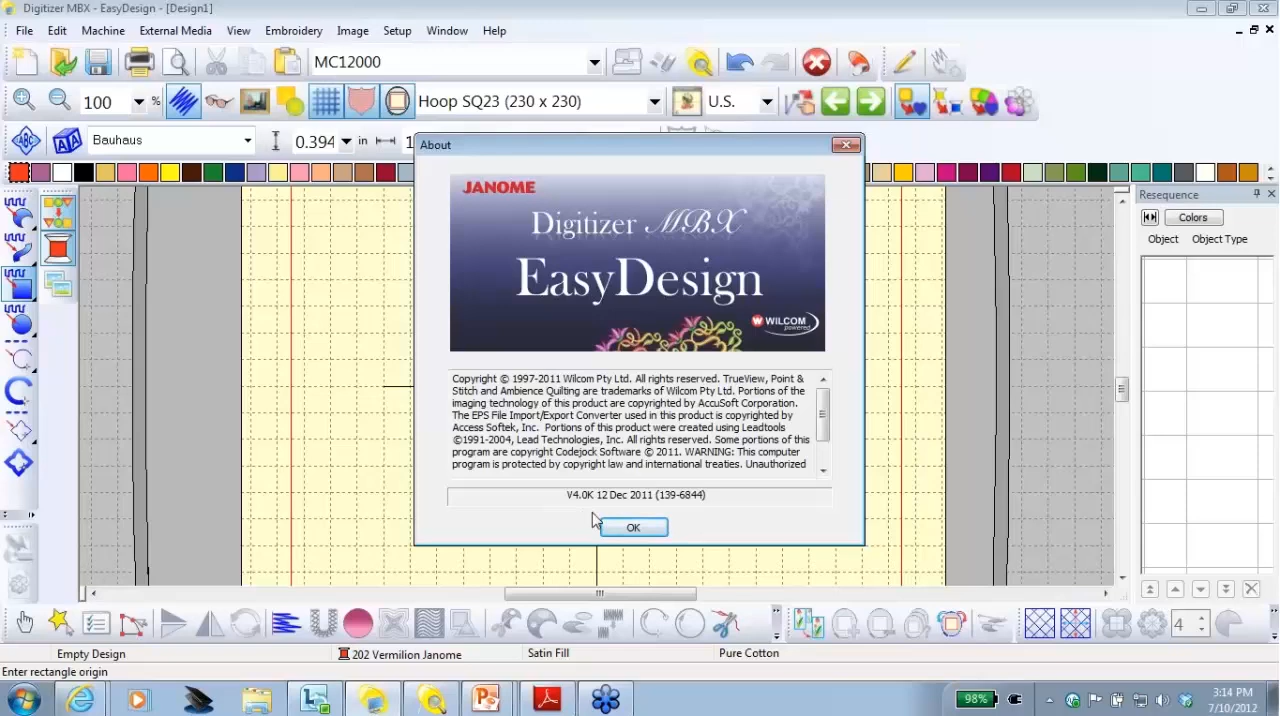 Digitizer MBX - EasyDesign - [Design1]
File Edit Machine External Media View Embroidery Image Setup Window Help
MC12000
100 % Hoop SQ23 (230 x 230) U.S.
ABC Bauhaus 0.394 in 1
About
JANOME
Digitizer MBX
EasyDesign
WILCOM
powered
Copyright © 1997-2011 Wilcom Pty Ltd. All rights reserved. TrueView, Point &
Stitch and Ambience Quilting are trademarks of Wilcom Pty Ltd. Portions of the
imaging technology of this product are copyrighted by AccuSoft Corporation.
The EPS File Import/Export Converter used in this product is copyrighted by
Access Softek, Inc. Portions of this product were created using Leadtools
©1991-2004, Lead Technologies, Inc. All rights reserved. Some portions of this
program are copyright Codejock Software © 2011. WARNING: This computer
program is protected by copyright law and international treaties. Unauthorized
V4.0K 12 Dec 2011 (139-6844)
OK
Resequence
Colors
Object Object Type
4
Empty Design 202 Vermilion Janome Satin Fill Pure Cotton
Enter rectangle origin
98%
3:14 PM
7/10/2012